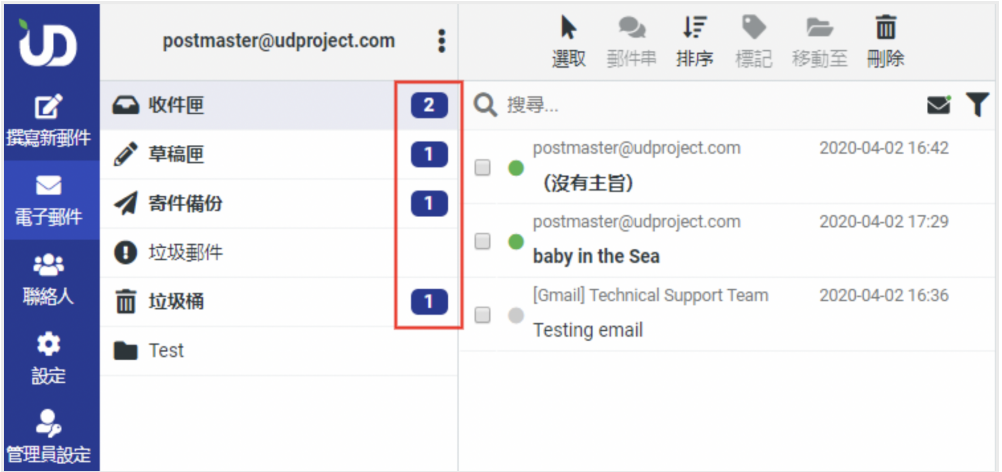 UD
撰寫新郵件
電子郵件
聯絡人
設定
管理員設定
postmaster@udproject.com
收件匣 2
草稿匣 1
寄件備份 1
垃圾郵件
垃圾桶 1
Test
選取 郵件串 排序 標記 移動至 刪除
搜尋...
postmaster@udproject.com 2020-04-02 16:42
（沒有主旨）
postmaster@udproject.com 2020-04-02 17:29
baby in the Sea
[Gmail] Technical Support Team 2020-04-02 16:36
Testing email